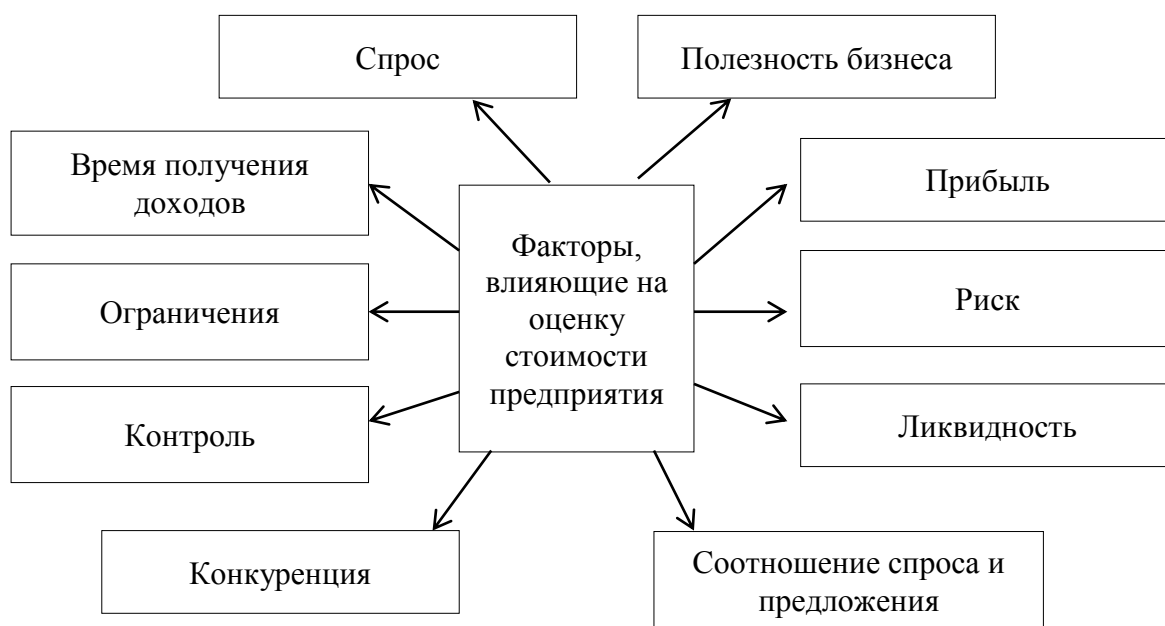 Спрос
Полезность бизнеса
Время получения
доходов
Прибыль
Факторы,
влияющие на
оценку
стоимости
предприятия
Ограничения
Риск
Контроль
Ликвидность
Конкуренция
Соотношение спроса и
предложения